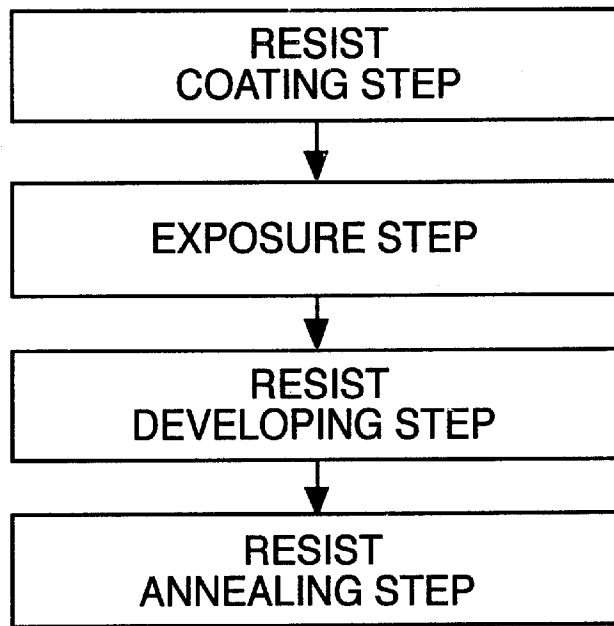 RESIST
COATING STEP
EXPOSURE STEP
RESIST
DEVELOPING STEP
RESIST
ANNEALING STEP